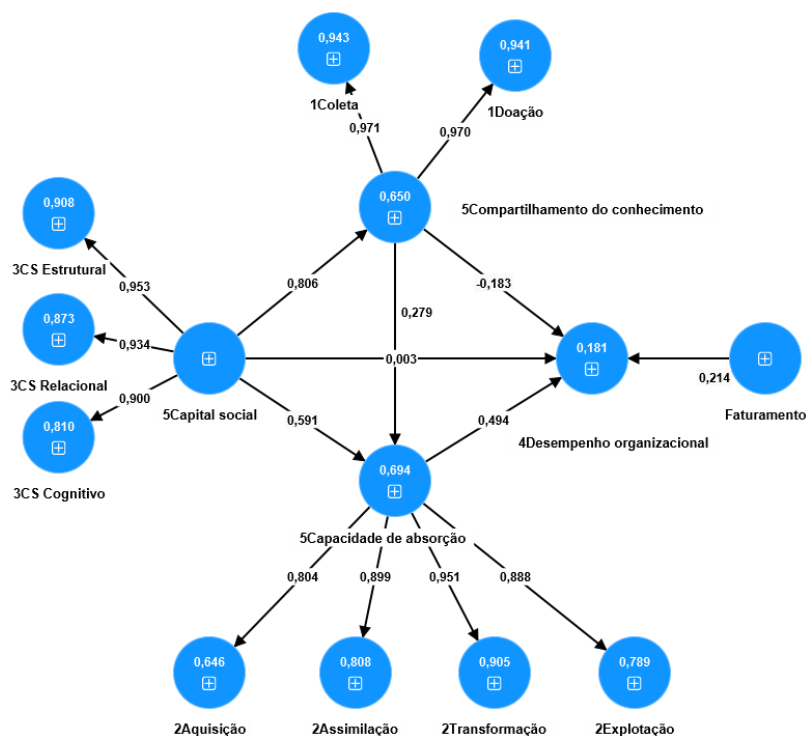 0,943
0,941
1Coleta
1Doação
0,971
0,970
0,650
5Compartilhamento do conhecimento
0,908
3CS Estrutural
0,953
0,806
-0,183
0,279
0,873
0,934
3CS Relacional
0,003
0,181
0,214
5Capital social
Faturamento
0,810
0,900
0,591
0,494
4Desempenho organizacional
3CS Cognitivo
0,694
5Capacidade de absorção
0,804
0,899
0,951
0,888
0,646
0,808
0,905
0,789
2Aquisição
2Assimilação
2Transformação
2Explotação